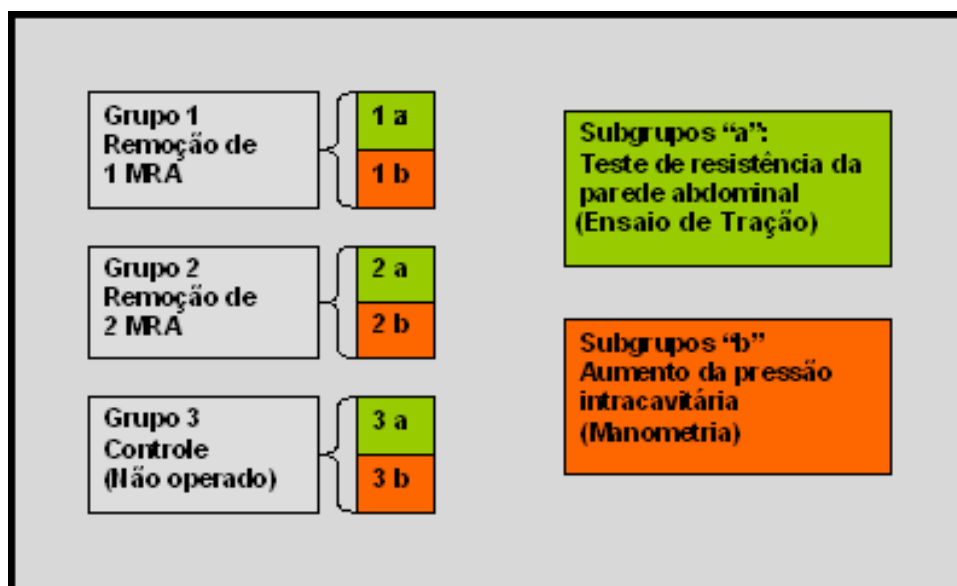 Grupo 1
Remoção de
1 MRA
1 a
1 b
Grupo 2
Remoção de
2 MRA
2 a
2 b
Grupo 3
Controle
(Não operado)
3 a
3 b
Subgrupos “a”:
Teste de resistência da
parede abdominal
(Ensaio de Tração)
Subgrupos “b”
Aumento da pressão
intracavitária
(Manometria)